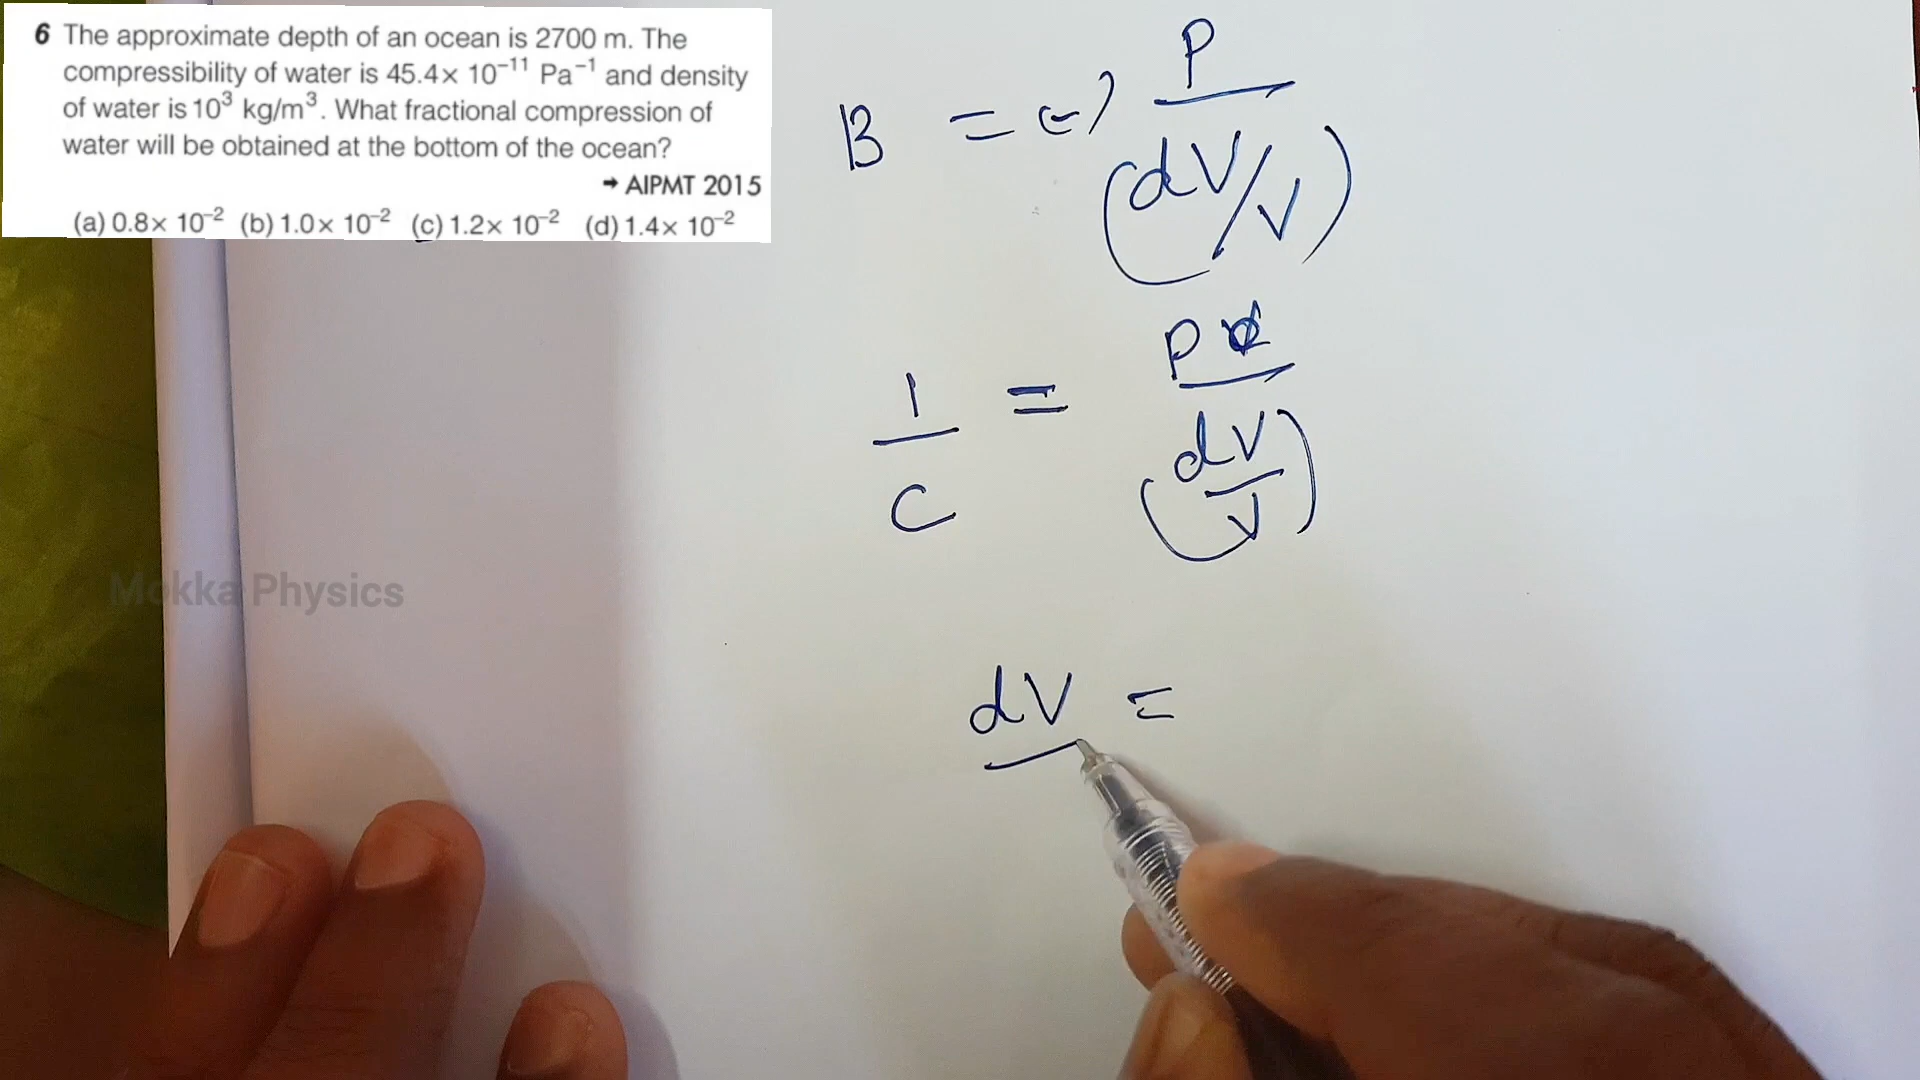 6 The approximate depth of an ocean is 2700 m. The
compressibility of water is 45.4× 10⁻¹¹ Pa⁻¹ and density
of water is 10³ kg/m³. What fractional compression of
water will be obtained at the bottom of the ocean?
→ AIPMT 2015
(a) 0.8× 10⁻² (b) 1.0× 10⁻² (c) 1.2× 10⁻² (d) 1.4× 10⁻²
B = (-) P / (dV/V)
1/C = P / (dV/V)
dV =
Mokka Physics